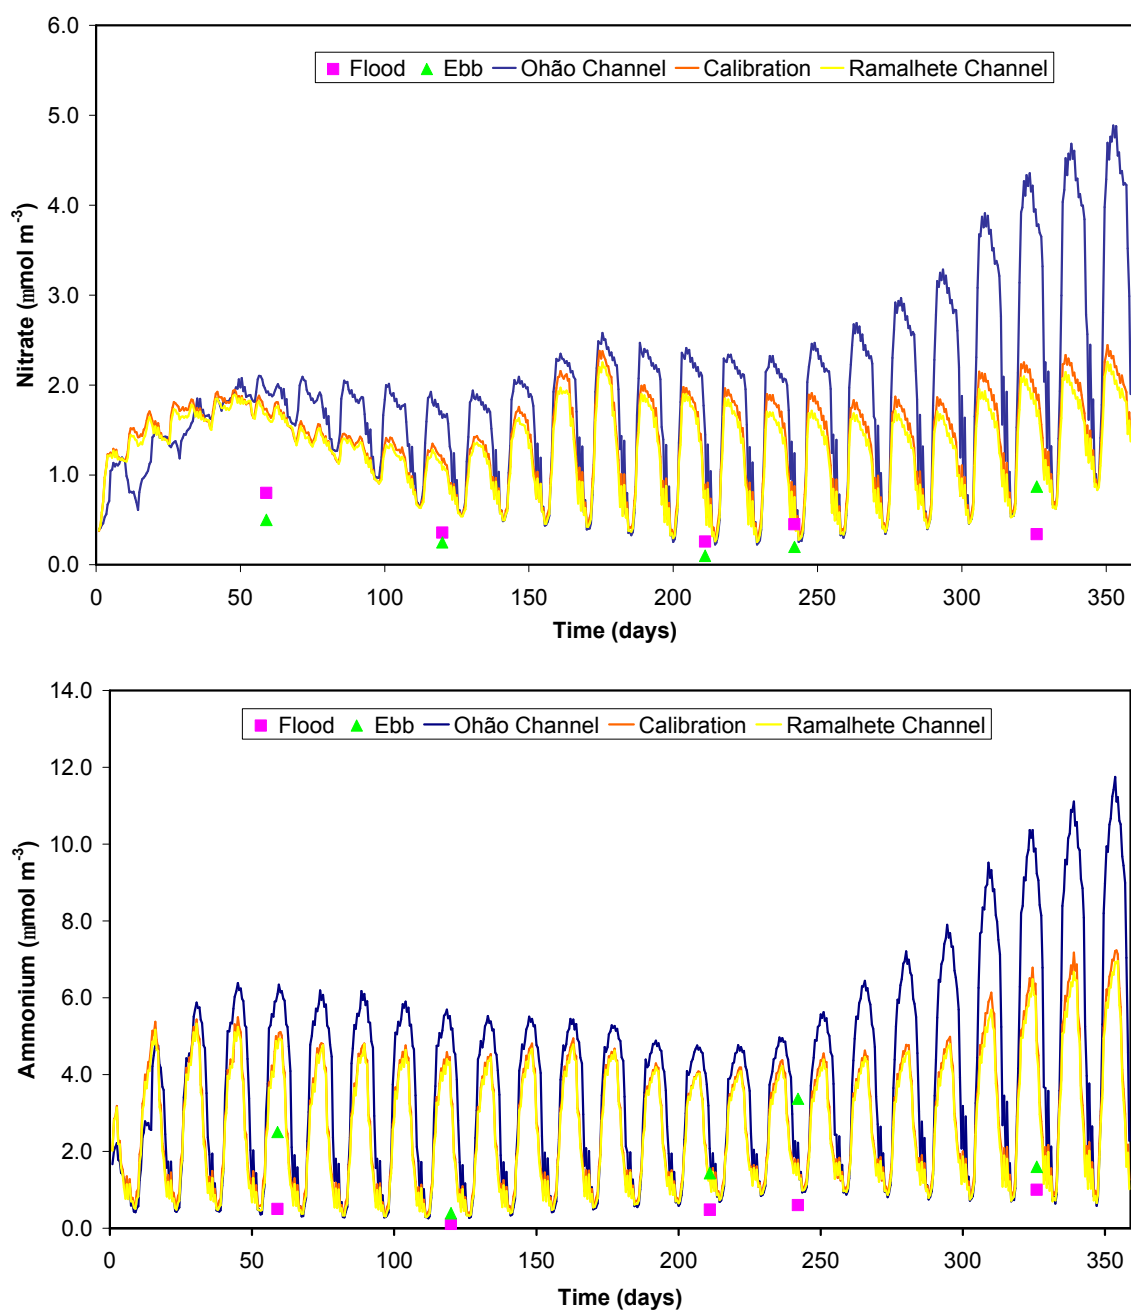 6.0
Flood Ebb Ohão Channel Calibration Ramalhete Channel
5.0
4.0
3.0
2.0
1.0
0.0
Nitrate (mmol m-3)
0 50 100 150 200 250 300 350
Time (days)
14.0
Flood Ebb Ohão Channel Calibration Ramalhete Channel
12.0
10.0
8.0
6.0
4.0
2.0
0.0
Ammonium (mmol m-3)
0 50 100 150 200 250 300 350
Time (days)